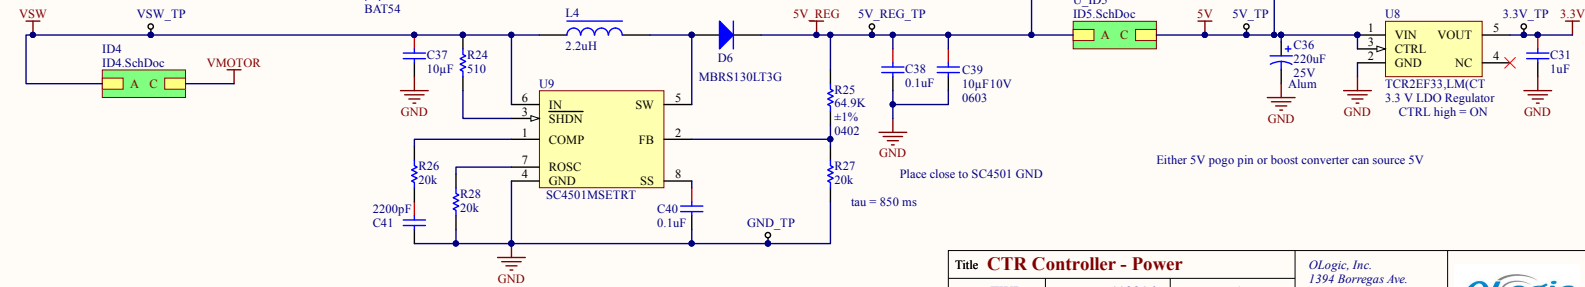 BAT54
VSW
VSW_TP
ID4
ID4.SchDoc
A C
VMOTOR
C37
10µF
GND
R24
510
L4
2.2uH
D6
MBRS130LT3G
5V_REG
5V_REG_TP
U9
6 IN
3 SHDN
1 COMP
7 ROSC
4 GND
SW 5
FB 2
SS 8
SC4501MSETRT
R26
20k
2200pF
C41
R28
20k
GND
C40
0.1uF
GND_TP
R25
64.9K
±1%
0402
R27
20k
tau = 850 ms
C38
0.1uF
C39
10µF10V
0603
GND
Place close to SC4501 GND
ID5.SchDoc
A C
5V
5V_TP
C36
220uF
25V
Alum
GND
U8
1 VIN
3 CTRL
2 GND
VOUT 5
NC 4
TCR2EF33,LM(CT
3.3 V LDO Regulator
CTRL high = ON
GND
3.3V_TP
3.3V
C31
1uF
GND
Either 5V pogo pin or boost converter can source 5V
Title CTR Controller - Power
OLogic, Inc.
1394 Borregas Ave.